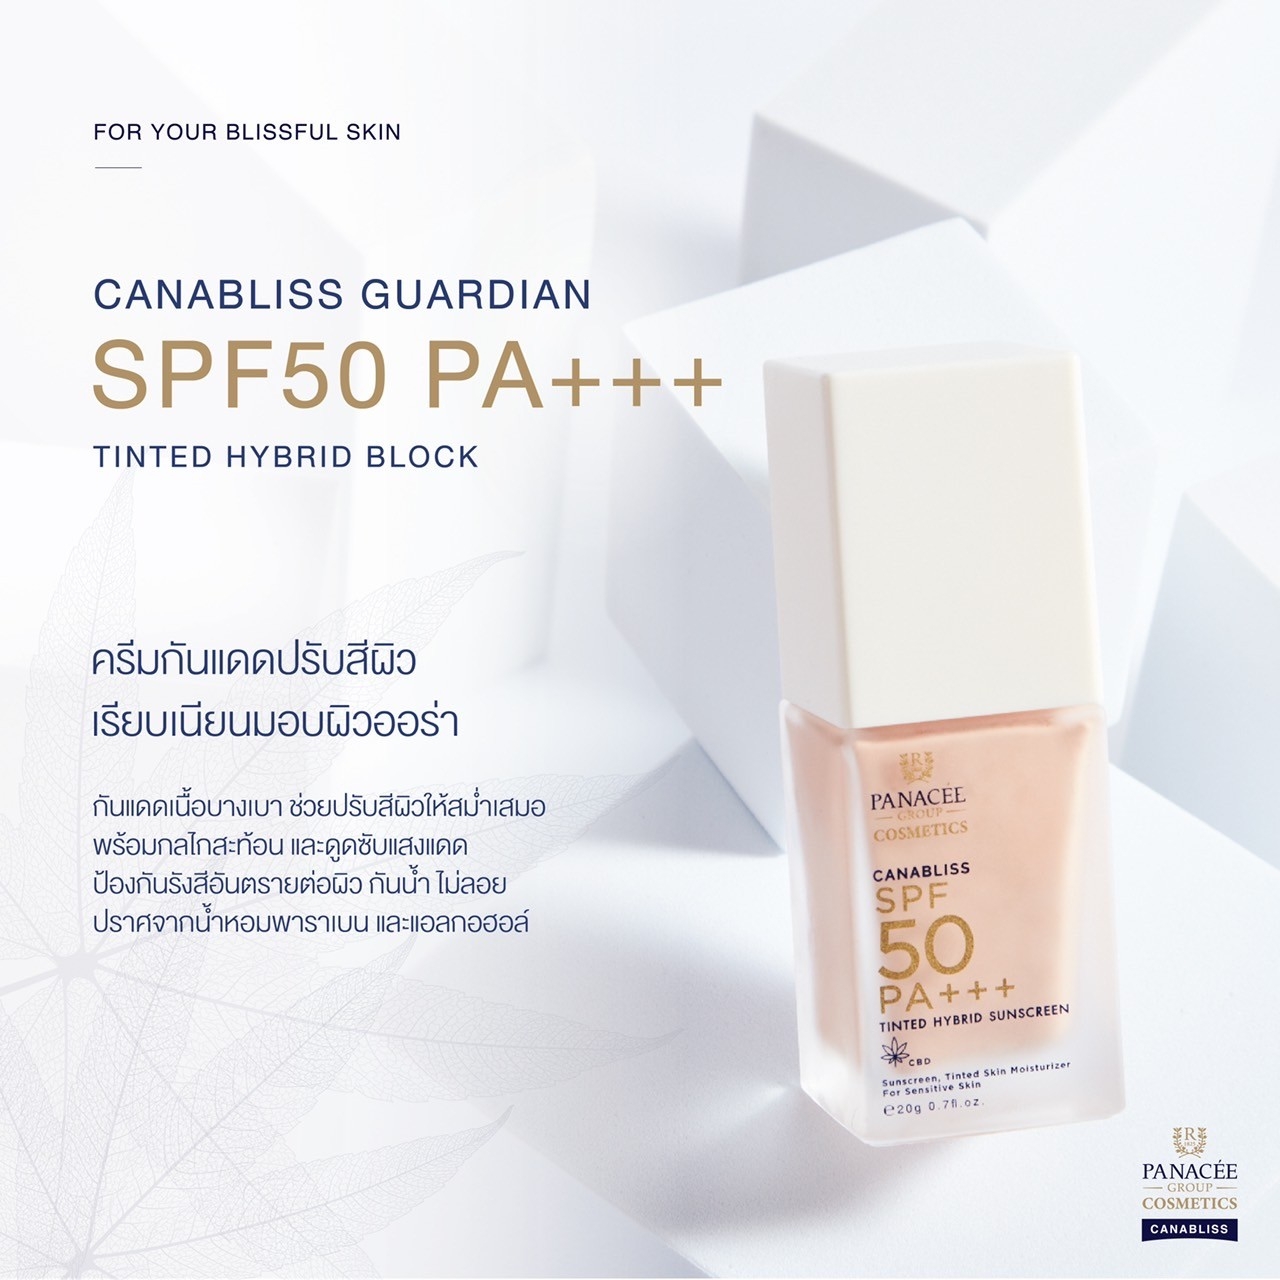 FOR YOUR BLISSFUL SKIN
CANABLISS GUARDIAN
SPF50 PA+++
TINTED HYBRID BLOCK
ครีมกันแดดปรับสีผิว
เรียบเนียนมอบผิวออร่า
กันแดดเนื้อบางเบา ช่วยปรับสีผิวให้สม่ำเสมอ
พร้อมกลไกสะท้อน และดูดซับแสงแดด
ป้องกันรังสีอันตรายต่อผิว กันน้ำ ไม่ลอย
ปราศจากน้ำหอมพาราเบน และแอลกอฮอล์
R
PANACÉE
GROUP
COSMETICS
CANABLISS
SPF
50
PA+++
TINTED HYBRID SUNSCREEN
CBD
Sunscreen, Tinted Skin Moisturizer
For Sensitive Skin
℮20g 0.7fl.oz.
R
1825
PANACÉE
GROUP
COSMETICS
CANABLISS